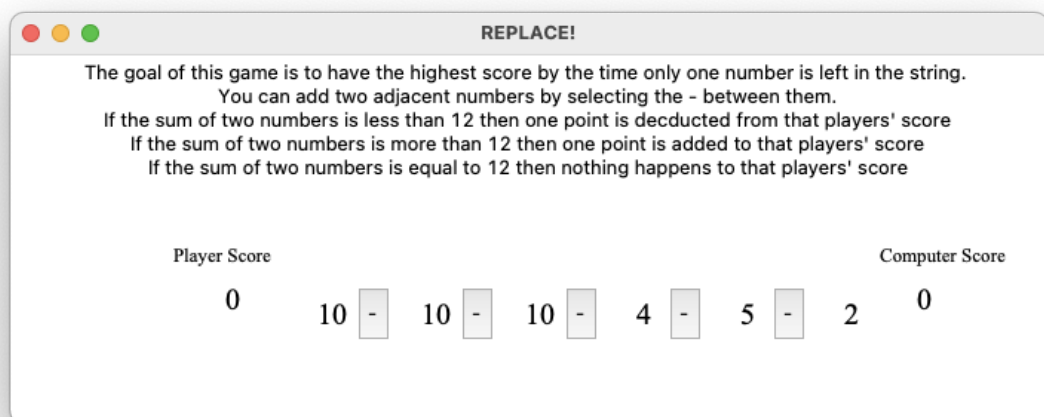 REPLACE!
The goal of this game is to have the highest score by the time only one number is left in the string.
You can add two adjacent numbers by selecting the - between them.
If the sum of two numbers is less than 12 then one point is decducted from that players' score
If the sum of two numbers is more than 12 then one point is added to that players' score
If the sum of two numbers is equal to 12 then nothing happens to that players' score
Player Score Computer Score
0 10 - 10 - 10 - 4 - 5 - 2 0